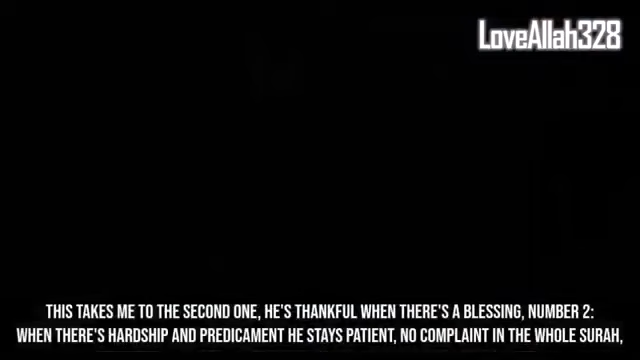 LoveAllah328
THIS TAKES ME TO THE SECOND ONE, HE'S THANKFUL WHEN THERE'S A BLESSING, NUMBER 2:
WHEN THERE'S HARDSHIP AND PREDICAMENT HE STAYS PATIENT, NO COMPLAINT IN THE WHOLE SURAH,